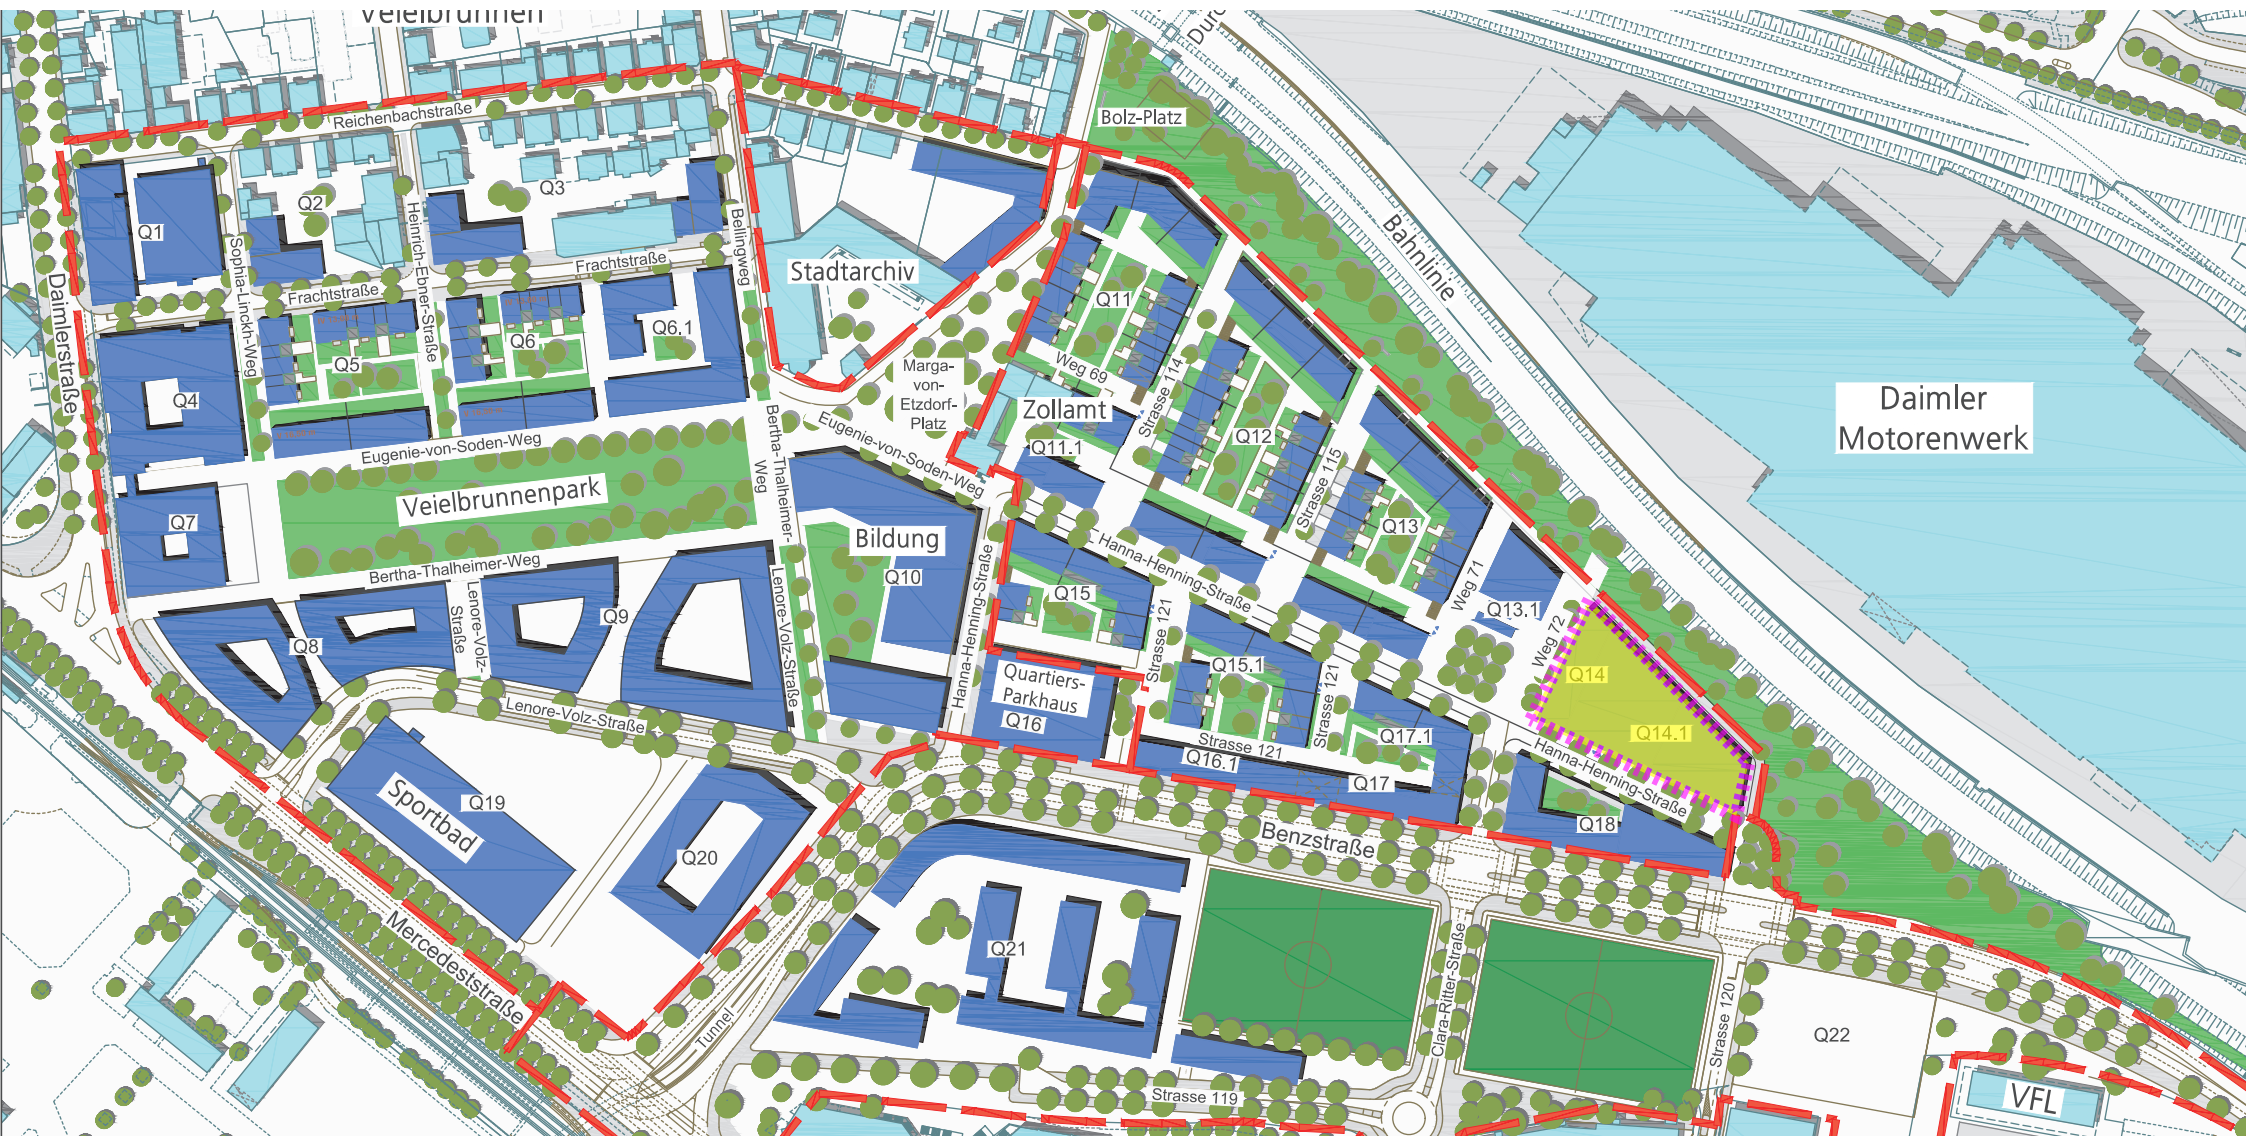 Veielbrunnen
Durc
Reichenbachstraße
Bolz-Platz
Q1
Q2
Q3
Sophia-Linckh-Weg
Heinrich-Ebner-Straße
Bellingweg
Frachtstraße
Frachtstraße
Daimlerstraße
Stadtarchiv
Bahnlinie
Q11
Q4
Q5
Q6
Q6.1
Weg 69
Strasse 114
Marga-
von-
Etzdorf-
Platz
Zollamt
Q11.1
Q12
Daimler
Motorenwerk
Eugenie-von-Soden-Weg
Eugenie-von-Soden-Weg
Bertha-Thalheimer-
Weg
Strasse 115
Veielbrunnenpark
Q7
Bildung
Q10
Q13
Hanna-Henning-Straße
Bertha-Thalheimer-Weg
Lenore-Volz-
Straße
Lenore-Volz-Straße
Hanna-Henning-Straße
Q15
Weg 71
Q13.1
Q8
Q9
Strasse 121
Weg 72
Q14
Q14.1
Quartiers-
Parkhaus
Q16
Q15.1
Strasse 121
Strasse 121
Q17.1
Q16.1
Q17
Lenore-Volz-Straße
Hanna-Henning-Straße
Q18
Sportbad
Q19
Q20
Benzstraße
Mercedesstraße
Q21
Tunnel
Clara-Ritter-Straße
Strasse 120
Q22
Strasse 119
VFL